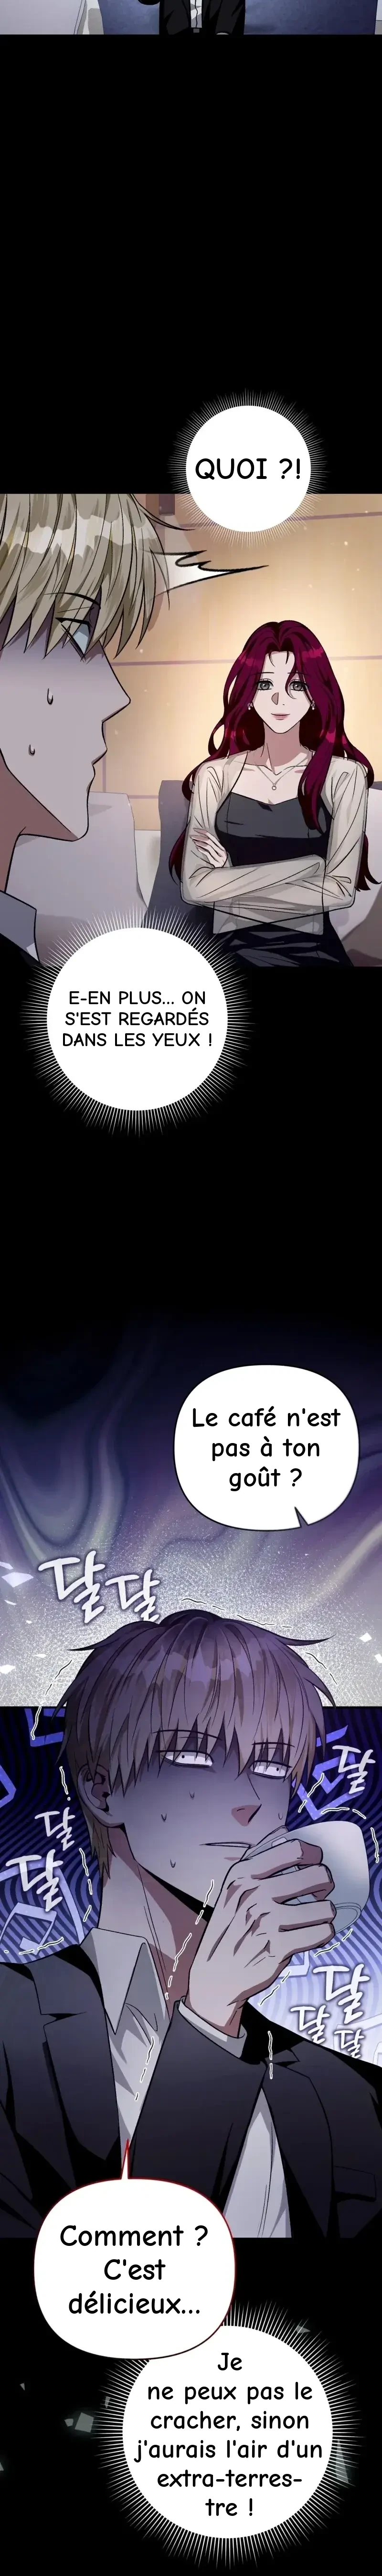 QUOI ?!
E-EN PLUS... ON
S'EST REGARDÉS
DANS LES YEUX !
Le café n'est
pas à ton
goût ?
달
달
달
달
달
달
달
달
Comment ?
C'est
délicieux...
Je
ne peux pas le
cracher, sinon
j'aurais l'air d'un
extra-terres-
tre !